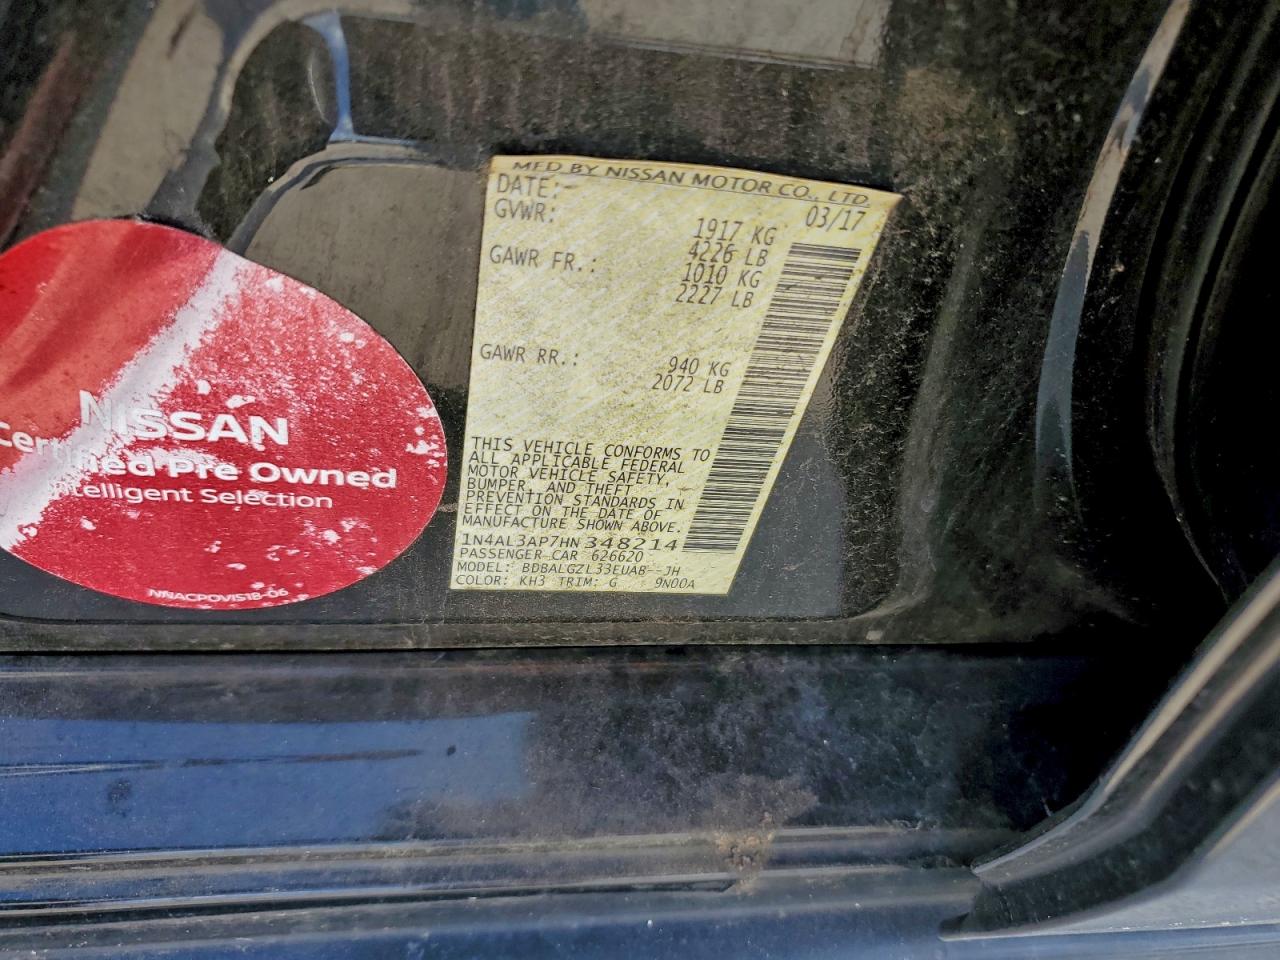 MFD BY NISSAN MOTOR CO., LTD.
DATE: 03/17
GVWR: 1917 KG
4226 LB
GAWR FR.: 1010 KG
2227 LB
GAWR RR.: 940 KG
2072 LB
THIS VEHICLE CONFORMS TO
ALL APPLICABLE FEDERAL
MOTOR VEHICLE SAFETY,
BUMPER, AND THEFT
PREVENTION STANDARDS IN
EFFECT ON THE DATE OF
MANUFACTURE SHOWN ABOVE.
1N4AL3AP7HN348214
PASSENGER CAR 626620
MODEL: BDBALGZL33EUAB--JH
COLOR: KH3 TRIM: G 9N00A
NISSAN
Certified Pre Owned
Intelligent Selection
NNACPOVIS18-06